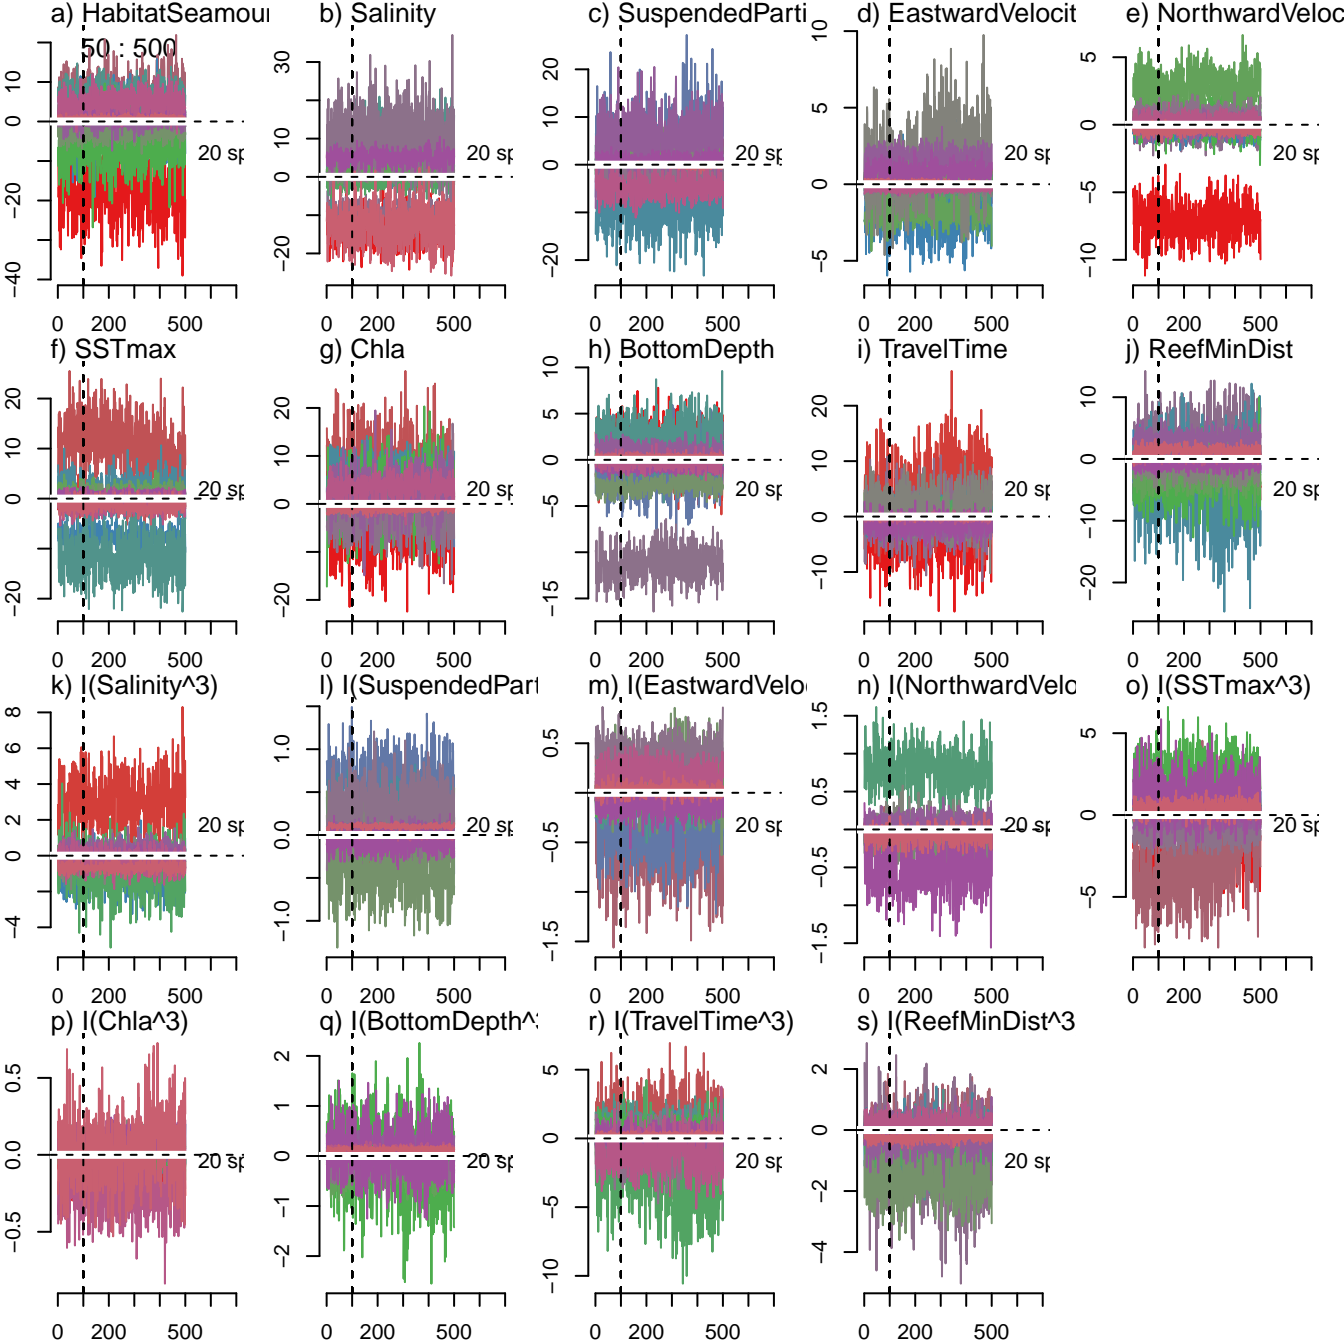 a) HabitatSeamour
b) Salinity
c) SuspendedParti
d) EastwardVelocit
e) NorthwardVeloc
50 : 500
10
0
−20
−40
20 sp
0 200 500
30
10
0
−20
20 sp
0 200 500
20
10
0
−20
20 sp
0 200 500
10
5
0
−5
20 sp
0 200 500
5
0
−5
−10
20 sp
0 200 500
f) SSTmax
g) Chla
h) BottomDepth
i) TravelTime
j) ReefMinDist
20
10
0
−20
20 sp
0 200 500
20
10
0
−20
20 sp
0 200 500
10
5
0
−5
−15
20 sp
0 200 500
20
10
0
−10
20 sp
0 200 500
10
0
−10
−20
20 sp
0 200 500
k) I(Salinity^3)
l) I(SuspendedPart
m) I(EastwardVelo
n) I(NorthwardVelo
o) I(SSTmax^3)
8
6
4
2
0
−4
20 sp
0 200 500
1.0
0.0
−1.0
20 sp
0 200 500
0.5
−0.5
−1.5
20 sp
0 200 500
1.5
0.5
−0.5
−1.5
20 sp
0 200 500
5
0
−5
20 sp
0 200 500
p) I(Chla^3)
q) I(BottomDepth^3
r) I(TravelTime^3)
s) I(ReefMinDist^3
0.5
0.0
−0.5
20 sp
0 200 500
2
1
0
−1
−2
20 sp
0 200 500
5
0
−5
−10
20 sp
0 200 500
2
0
−2
−4
20 sp
0 200 500